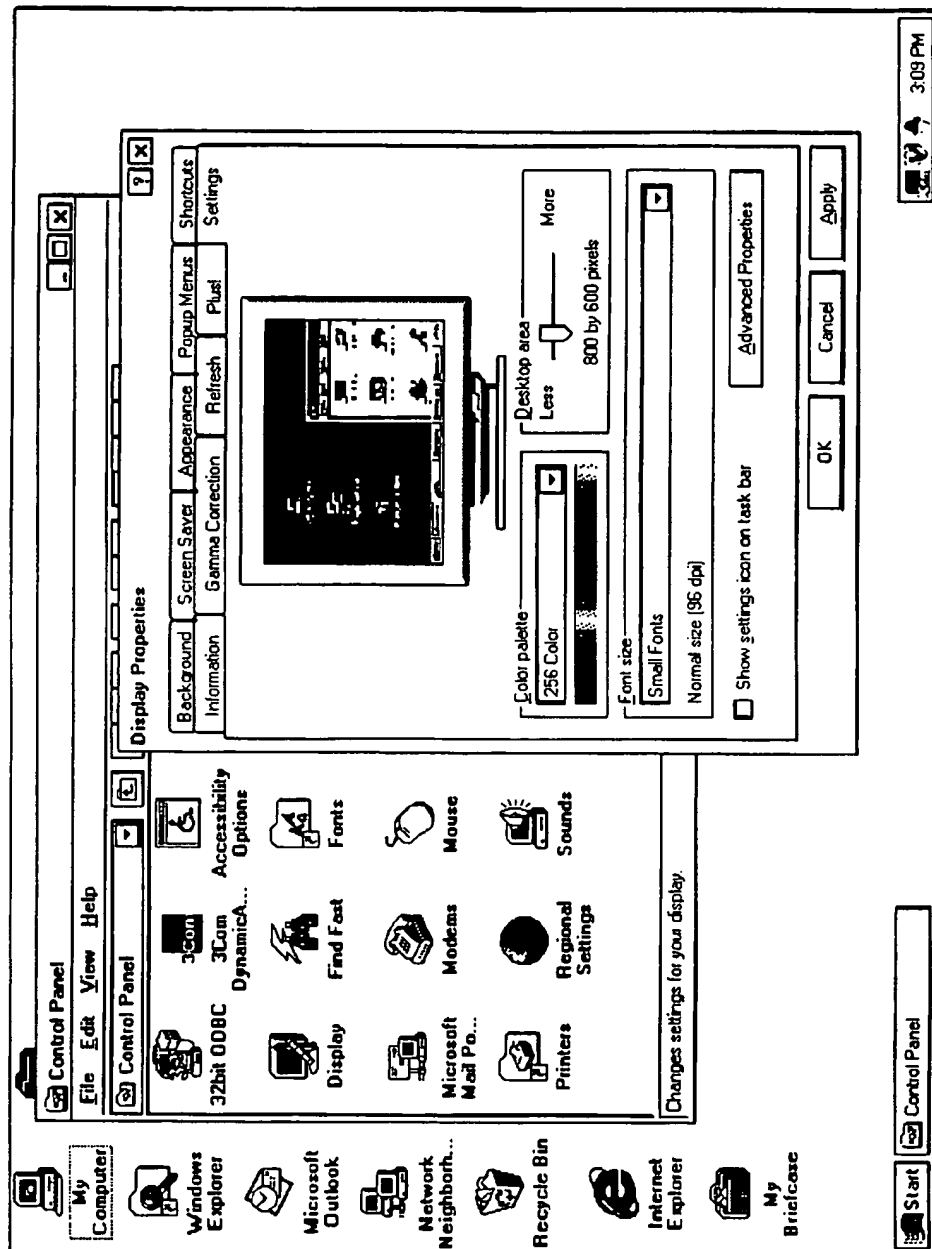 My
Computer
Windows
Explorer
Microsoft
Outlook
Network
Neighborh...
Recycle Bin
Internet
Explorer
My
Briefcase
Control Panel
File Edit View Help
Control Panel
32bit ODBC
3Com
3Com
DynamicA...
Accessibility
Options
Display
Find Fast
Fonts
Microsoft
Mail Po...
Modems
Mouse
Printers
Regional
Settings
Sounds
Changes settings for your display.
Display Properties
Background Screen Saver Appearance Popup Menus Shortcuts
Information Gamma Correction Refresh Plus! Settings
Color palette
256 Color
Desktop area
Less More
800 by 600 pixels
Font size
Small Fonts
Normal size (96 dpi)
Show settings icon on task bar
Advanced Properties
OK Cancel Apply
Start Control Panel 3:09 PM